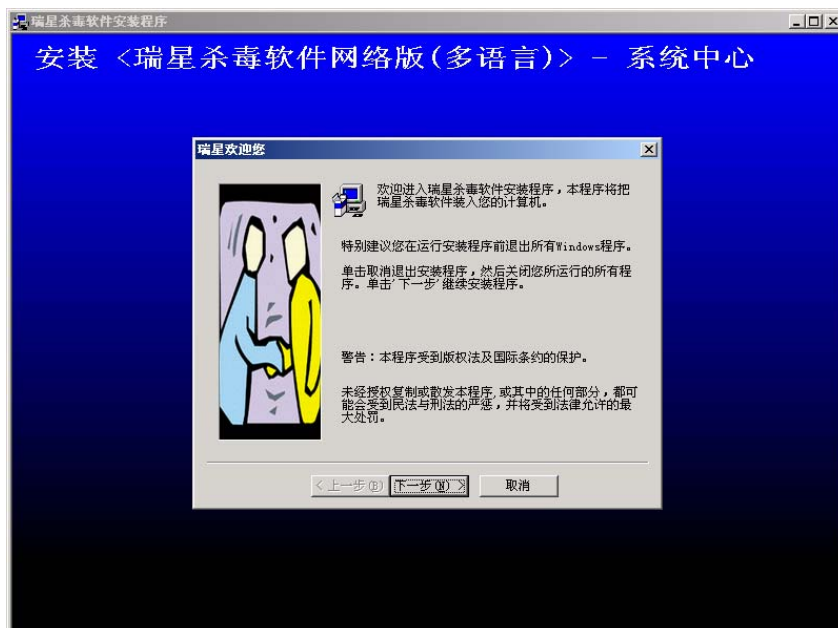 瑞星杀毒软件安装程序
安装 <瑞星杀毒软件网络版(多语言)> - 系统中心
瑞星欢迎您
欢迎进入瑞星杀毒软件安装程序，本程序将把
瑞星杀毒软件装入您的计算机。
特别建议您在运行安装程序前退出所有Windows程序。
单击取消退出安装程序，然后关闭您所运行的所有程
序。单击'下一步'继续安装程序。
警告：本程序受到版权法及国际条约的保护。
未经授权复制或散发本程序,或其中的任何部分，都可
能会受到民法与刑法的严惩，并将受到法律允许的最
大处罚。
< 上一步(B) 下一步(N) > 取消